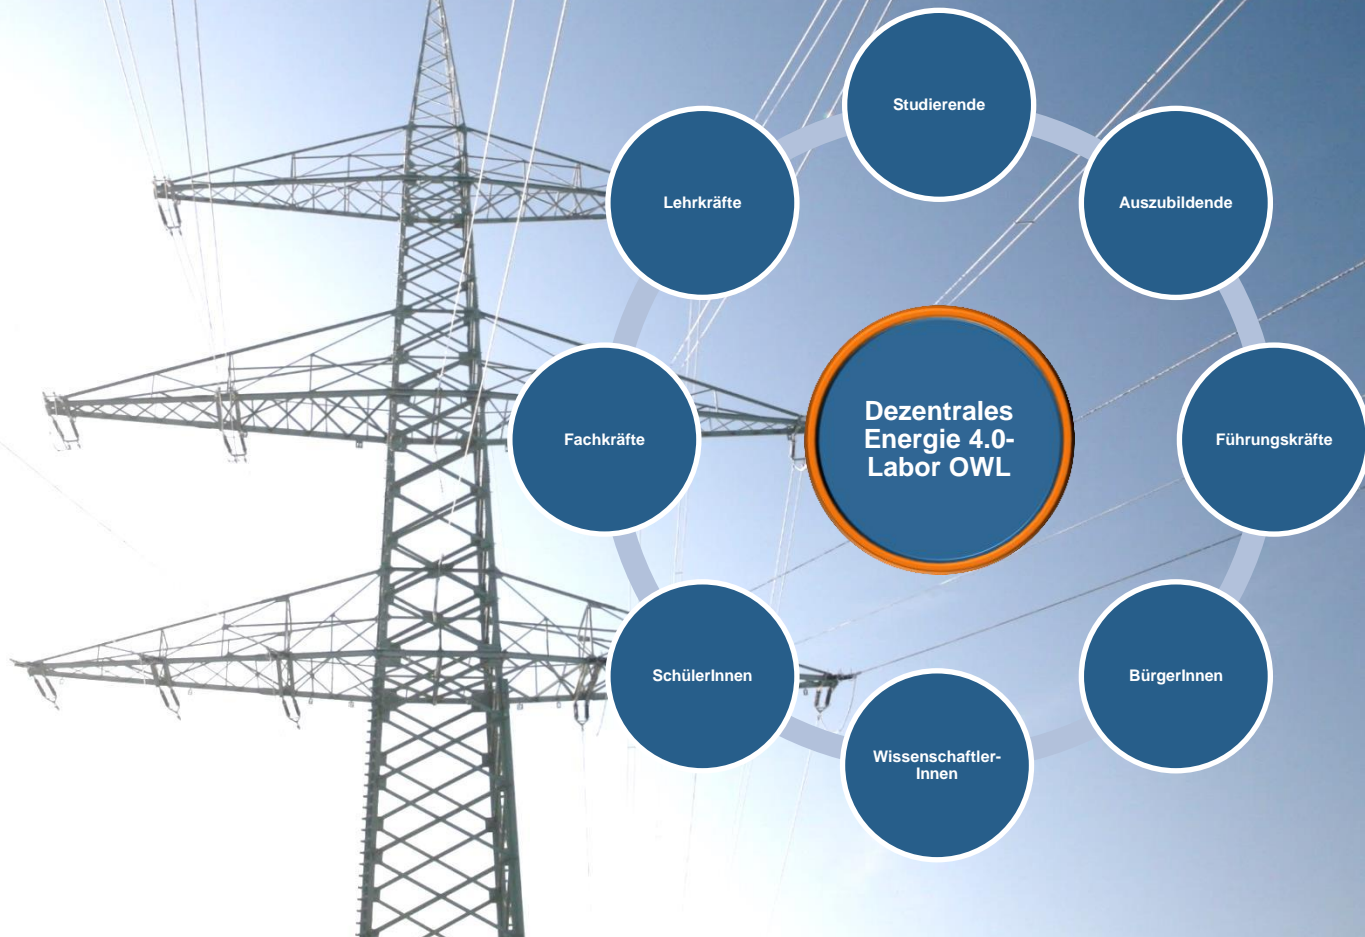 Studierende
Lehrkräfte
Auszubildende
Dezentrales
Energie 4.0-
Labor OWL
Fachkräfte
Führungskräfte
SchülerInnen
BürgerInnen
Wissenschaftler-
Innen